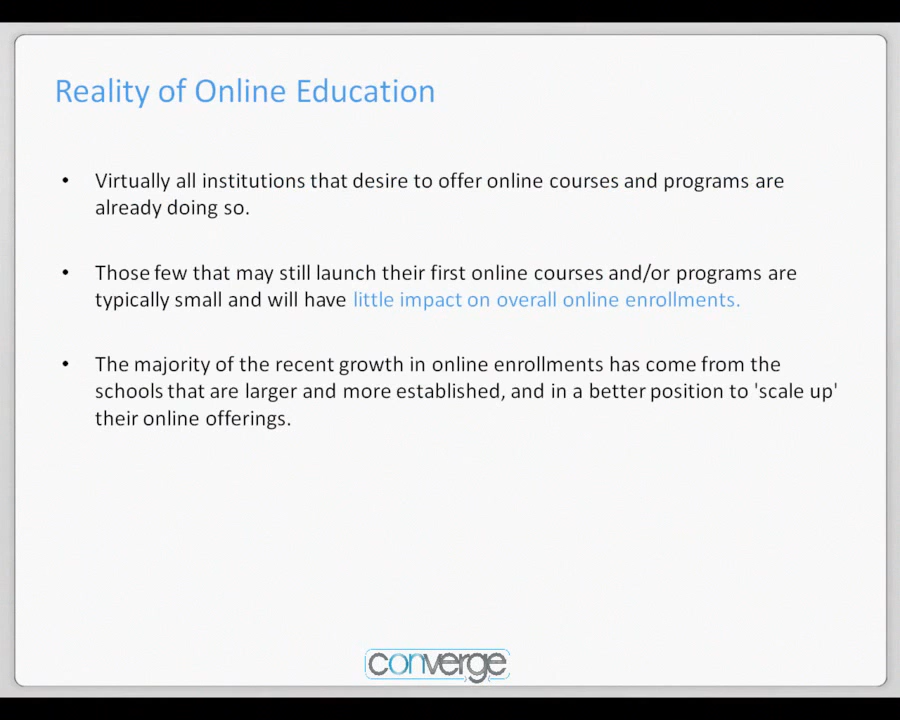 Reality of Online Education
• Virtually all institutions that desire to offer online courses and programs are
already doing so.
• Those few that may still launch their first online courses and/or programs are
typically small and will have little impact on overall online enrollments.
• The majority of the recent growth in online enrollments has come from the
schools that are larger and more established, and in a better position to 'scale up'
their online offerings.
converge